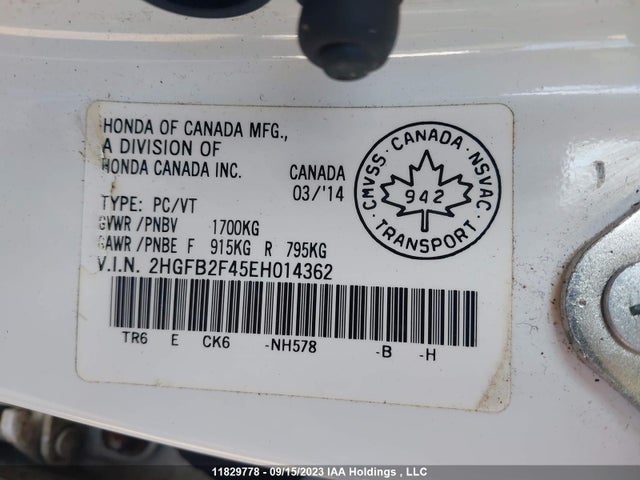 HONDA OF CANADA MFG.,
A DIVISION OF
HONDA CANADA INC. CANADA
03/'14
TYPE: PC/VT
GVWR /PNBV 1700KG
GAWR /PNBE F 915KG R 795KG
V.I.N. 2HGFB2F45EH014362
TR6 E CK6 -NH578 -B -H
CMVSS · CANADA · NSVAC ·
942
TRANSPORT
11829778 - 09/15/2023 IAA Holdings , LLC